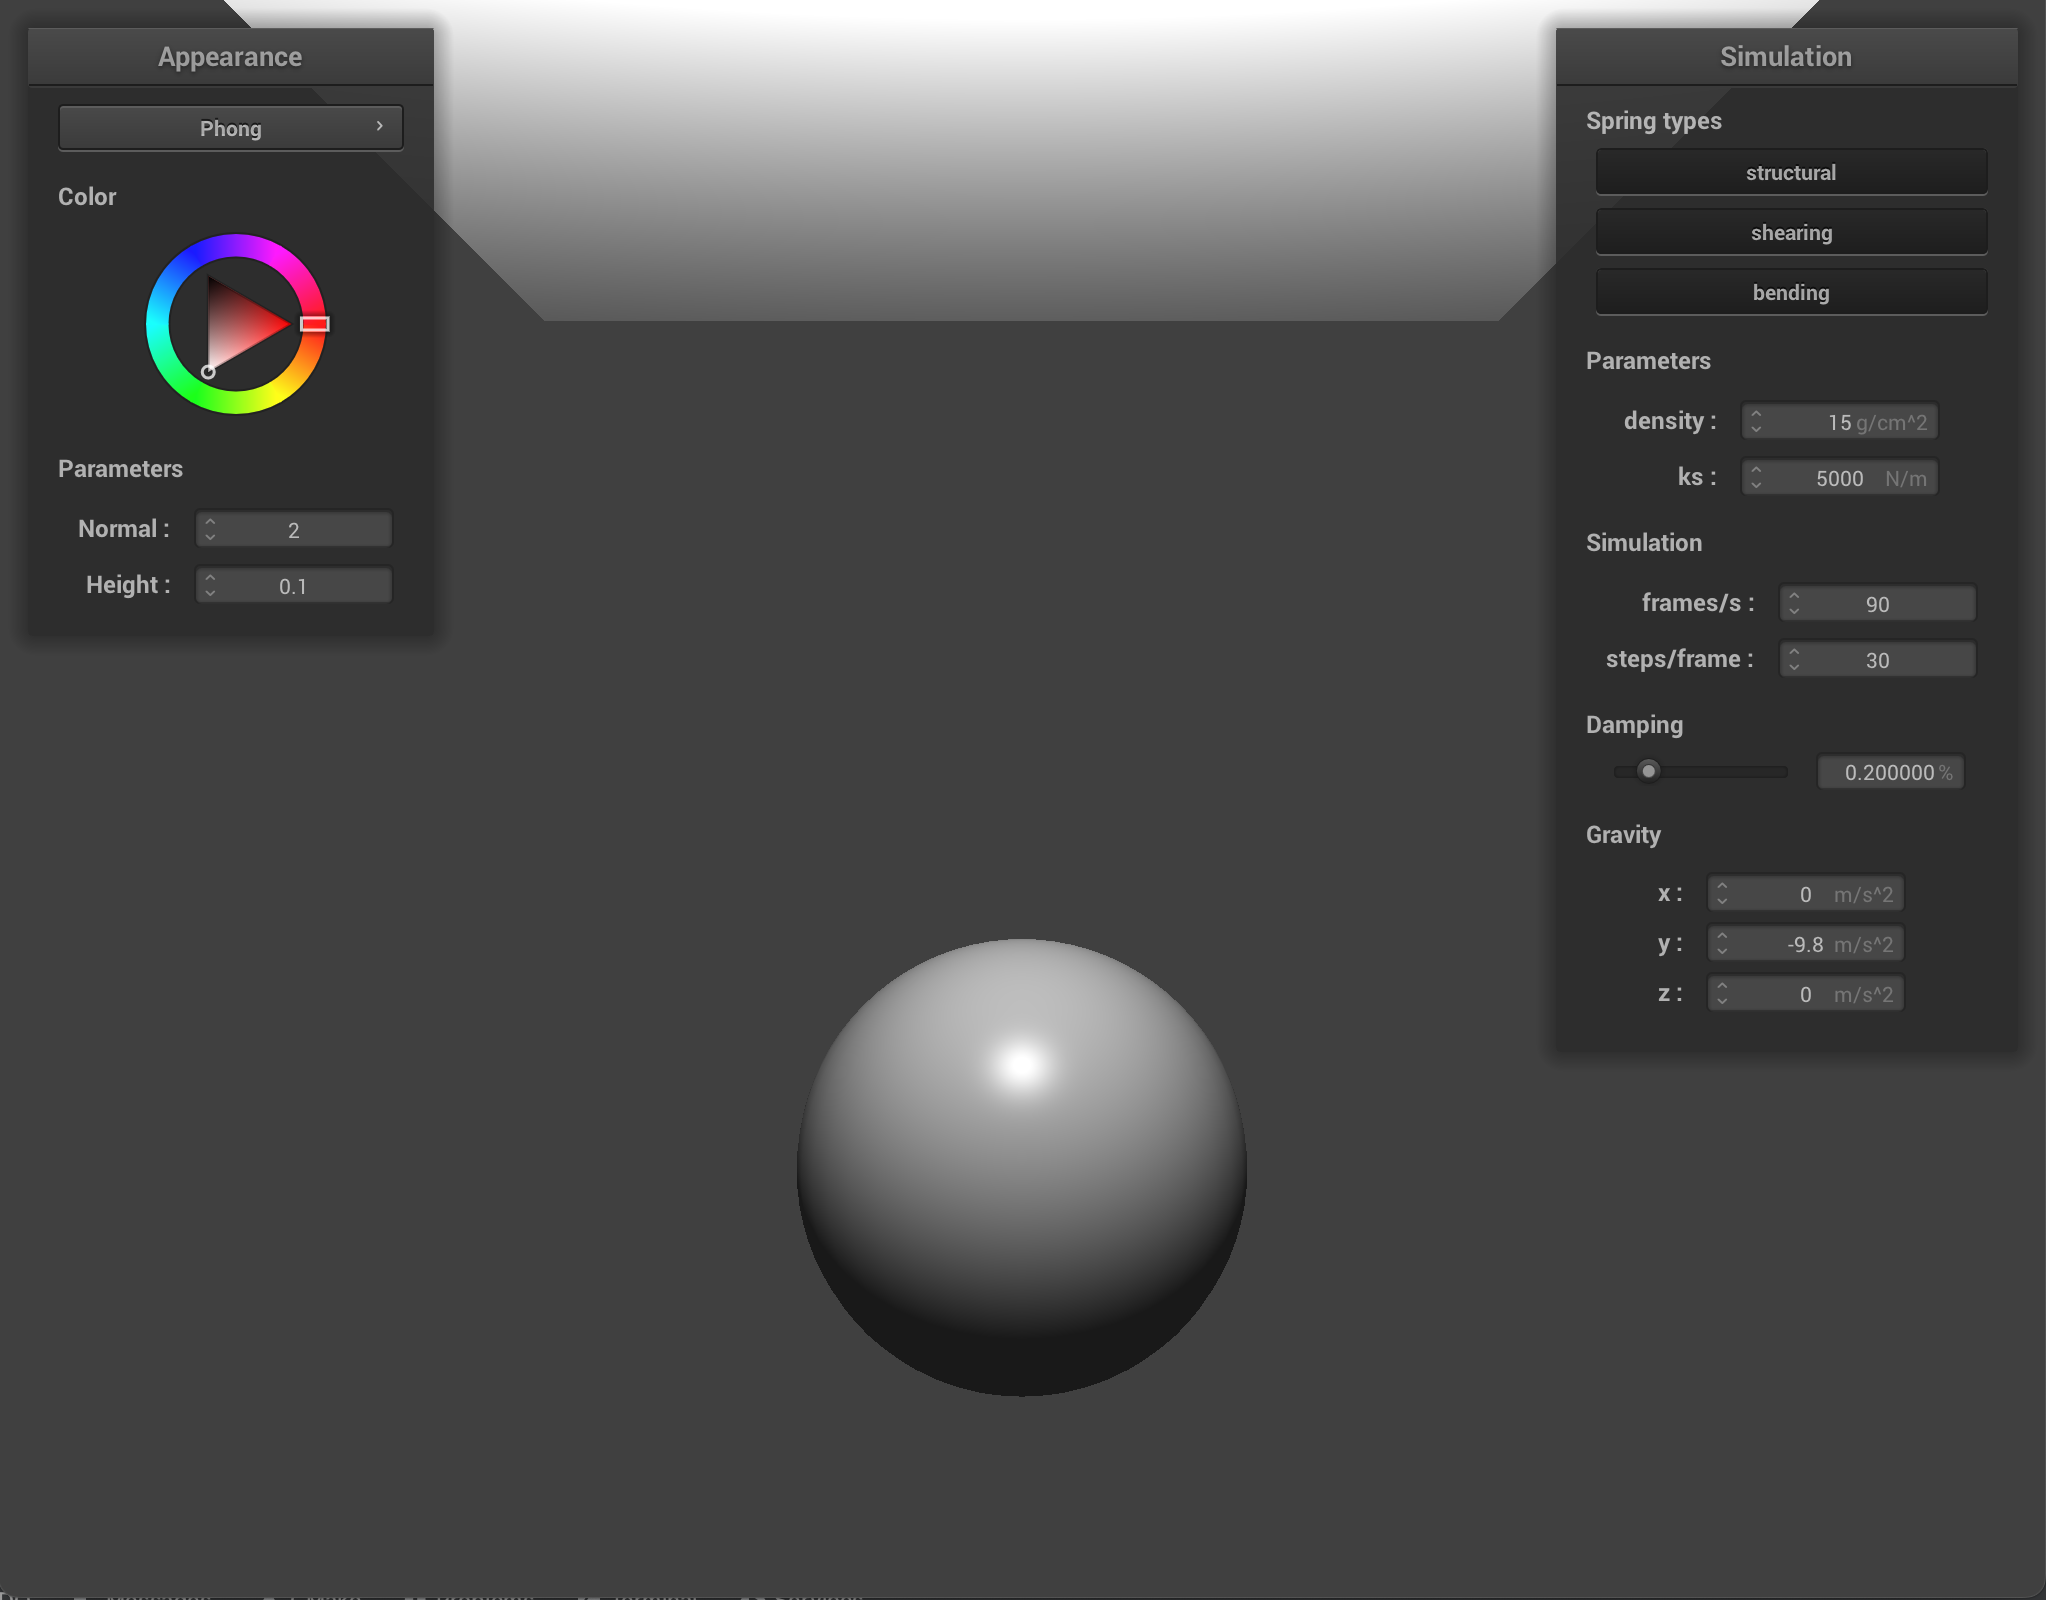 Appearance
Phong
Color
Parameters
Normal : 2
Height : 0.1
Simulation
Spring types
structural
shearing
bending
Parameters
density : 15 g/cm^2
ks : 5000 N/m
Simulation
frames/s : 90
steps/frame : 30
Damping
0.200000 %
Gravity
x : 0 m/s^2
y : -9.8 m/s^2
z : 0 m/s^2